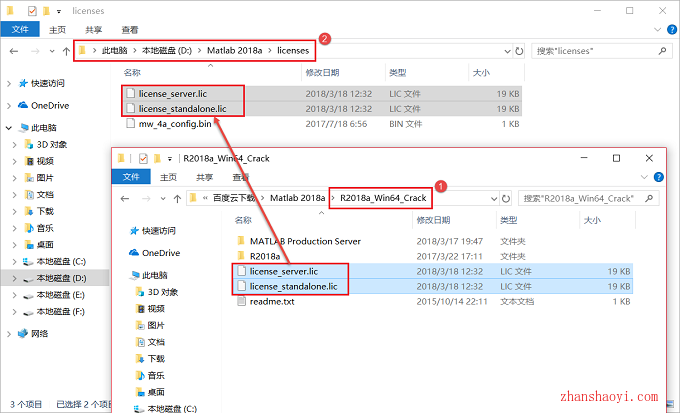 licenses
文件 主页 共享 查看
2
此电脑 > 本地磁盘 (D:) > Matlab 2018a > licenses 搜索"licenses"
名称 修改日期 类型 大小
快速访问
OneDrive
此电脑
3D 对象
视频
图片
文档
下载
音乐
桌面
本地磁盘 (C:)
本地磁盘 (D:)
本地磁盘 (E:)
本地磁盘 (F:)
网络
license_server.lic 2018/3/18 12:32 LIC 文件 19 KB
license_standalone.lic 2018/3/18 12:32 LIC 文件 19 KB
mw_4a_config.bin 2017/7/18 6:56 BIN 文件 1 KB
3 个项目 已选择 2 个项目
R2018a_Win64_Crack
文件 主页 共享 查看
1
« 百度云下载 > Matlab 2018a > R2018a_Win64_Crack 搜索"R2018a_Win64_Crack"
名称 修改日期 类型 大小
快速访问
OneDrive
此电脑
3D 对象
视频
图片
文档
下载
音乐
桌面
本地磁盘 (C:)
MATLAB Production Server 2018/3/17 19:47 文件夹
R2018a 2017/3/22 17:11 文件夹
license_server.lic 2018/3/18 12:32 LIC 文件 19 KB
license_standalone.lic 2018/3/18 12:32 LIC 文件 19 KB
readme.txt 2015/10/14 22:11 文本文档 1 KB
zhanshaoyi.com